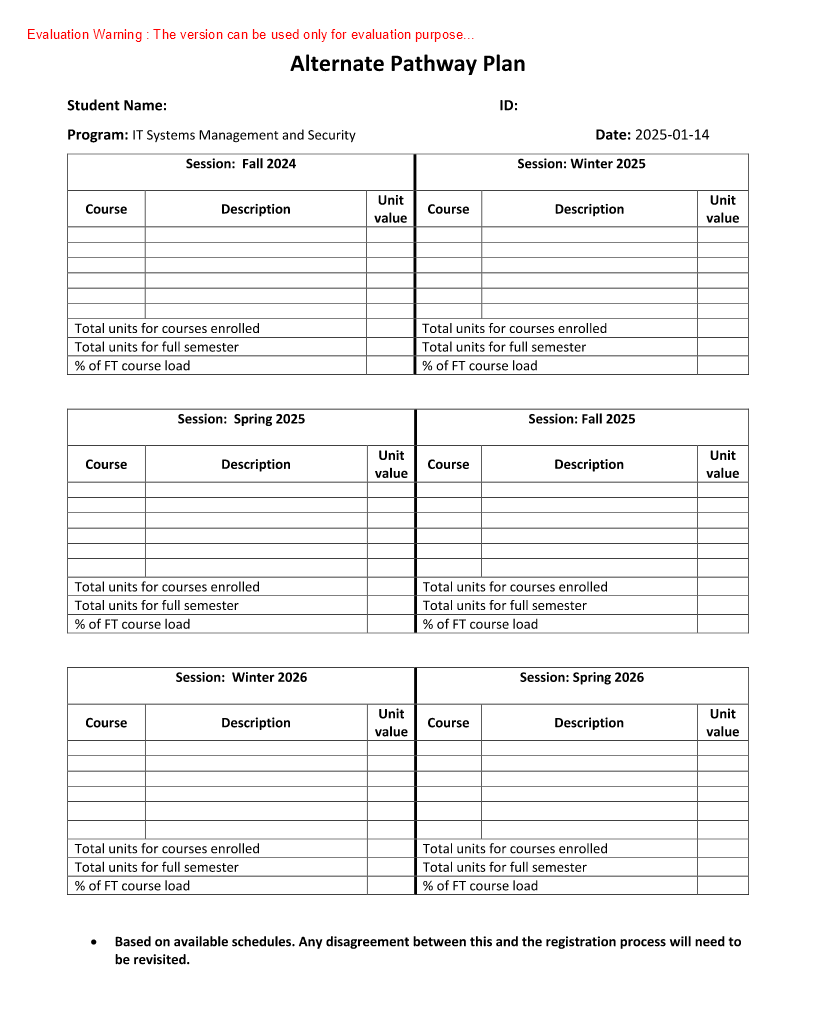 Evaluation Warning : The version can be used only for evaluation purpose...
Alternate Pathway Plan
Student Name: ID:
Program: IT Systems Management and Security Date: 2025-01-14
Session: Fall 2024 Session: Winter 2025
Course Description Unit value Course Description Unit value
Total units for courses enrolled Total units for courses enrolled
Total units for full semester Total units for full semester
% of FT course load % of FT course load
Session: Spring 2025 Session: Fall 2025
Course Description Unit value Course Description Unit value
Total units for courses enrolled Total units for courses enrolled
Total units for full semester Total units for full semester
% of FT course load % of FT course load
Session: Winter 2026 Session: Spring 2026
Course Description Unit value Course Description Unit value
Total units for courses enrolled Total units for courses enrolled
Total units for full semester Total units for full semester
% of FT course load % of FT course load
• Based on available schedules. Any disagreement between this and the registration process will need to
be revisited.